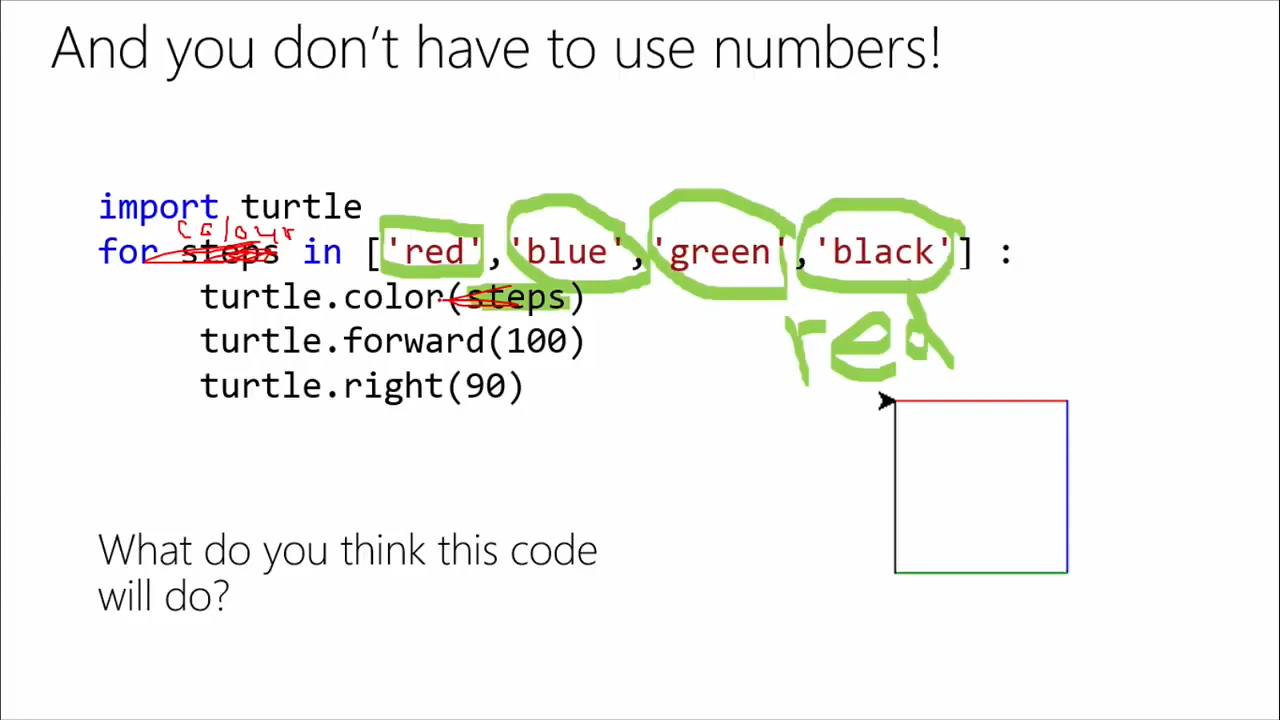 And you don't have to use numbers!
import turtle
colour
for steps in ['red','blue','green','black'] :
turtle.color(steps)
turtle.forward(100)
turtle.right(90)
red
What do you think this code
will do?